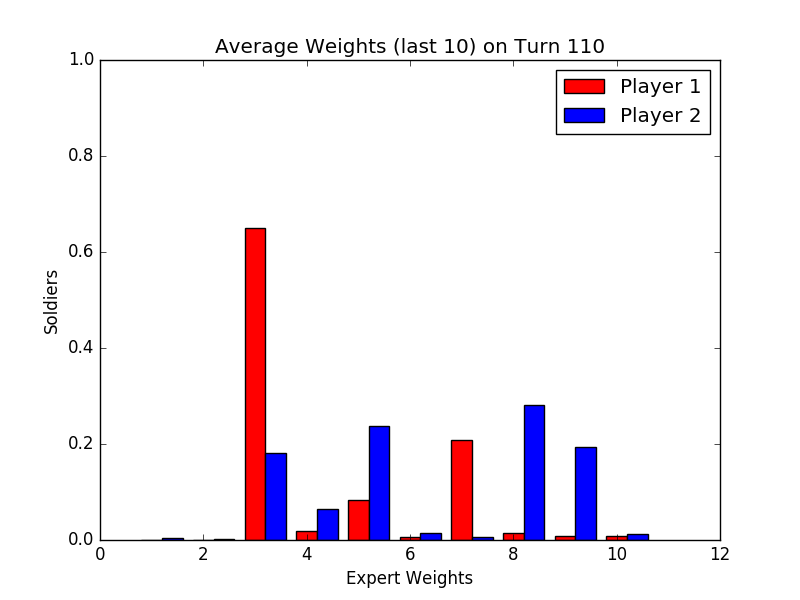 Average Weights (last 10) on Turn 110
1.0
0.8
0.6
0.4
0.2
0.0
Soldiers
Player 1
Player 2
0 2 4 6 8 10 12
Expert Weights